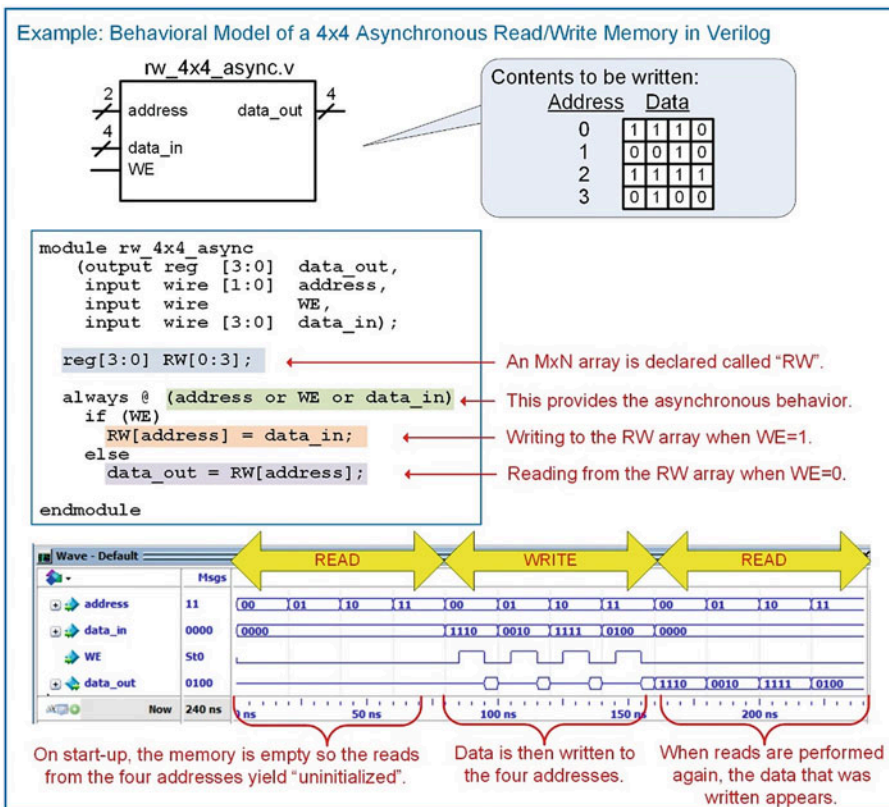 Example: Behavioral Model of a 4x4 Asynchronous Read/Write Memory in Verilog
rw_4x4_async.v
2
address
data_out
4
4
data_in
WE
Contents to be written:
Address Data
0 1 1 1 0
1 0 0 1 0
2 1 1 1 1
3 0 1 0 0
module rw_4x4_async
(output reg [3:0] data_out,
input wire [1:0] address,
input wire WE,
input wire [3:0] data_in);
reg[3:0] RW[0:3];
An MxN array is declared called “RW”.
always @ (address or WE or data_in)
This provides the asynchronous behavior.
if (WE)
RW[address] = data_in;
Writing to the RW array when WE=1.
else
data_out = RW[address];
Reading from the RW array when WE=0.
endmodule
Wave - Default
READ WRITE READ
Msgs
address 11 00 01 10 11 00 01 10 11 00 01 10 11
data_in 0000 0000 1110 0010 1111 0100 0000
WE St0
data_out 0100 1110 0010 1111 0100
Now 240 ns ns 50 ns 100 ns 150 ns 200 ns
On start-up, the memory is empty so the reads
from the four addresses yield “uninitialized”.
Data is then written to
the four addresses.
When reads are performed
again, the data that was
written appears.